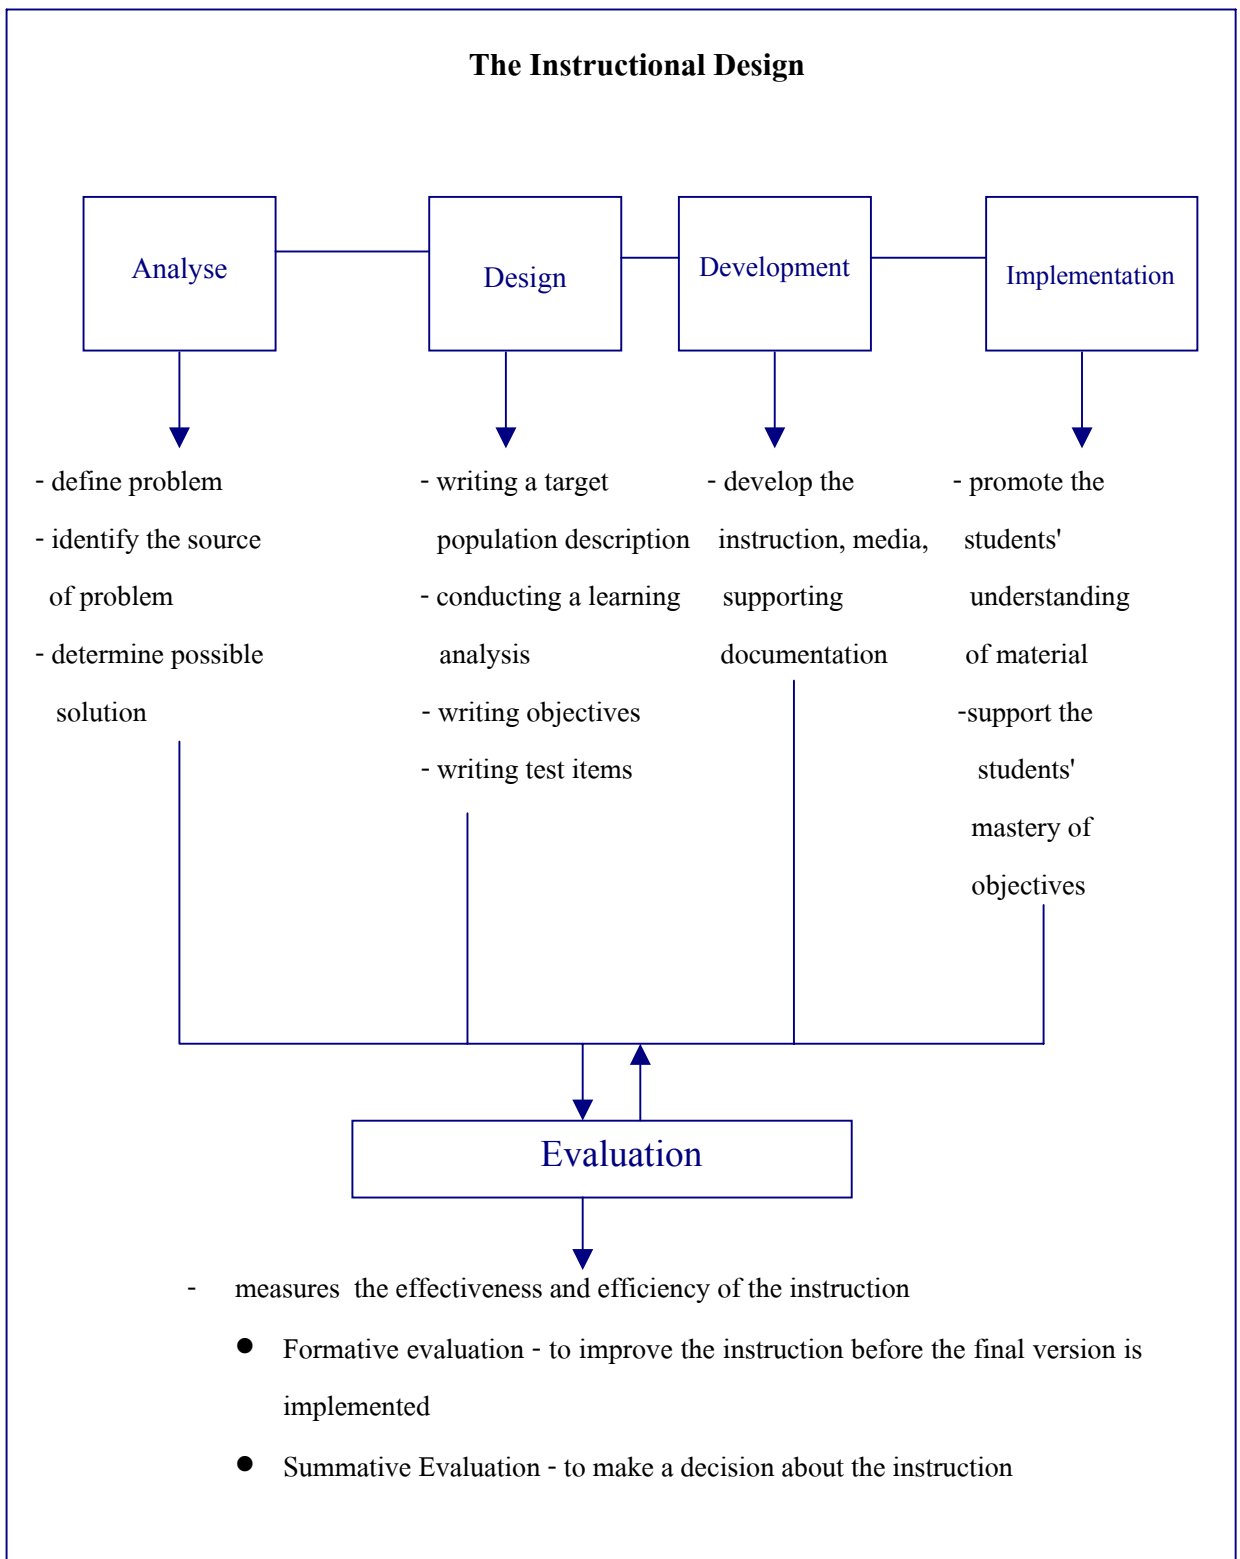 The Instructional Design
Analyse
Design
Development
Implementation
- define problem
- identify the source
of problem
- determine possible
solution
- writing a target
population description
- conducting a learning
analysis
- writing objectives
- writing test items
- develop the
instruction, media,
supporting
documentation
- promote the
students'
understanding
of material
-support the
students'
mastery of
objectives
Evaluation
- measures the effectiveness and efficiency of the instruction
● Formative evaluation - to improve the instruction before the final version is
implemented
● Summative Evaluation - to make a decision about the instruction